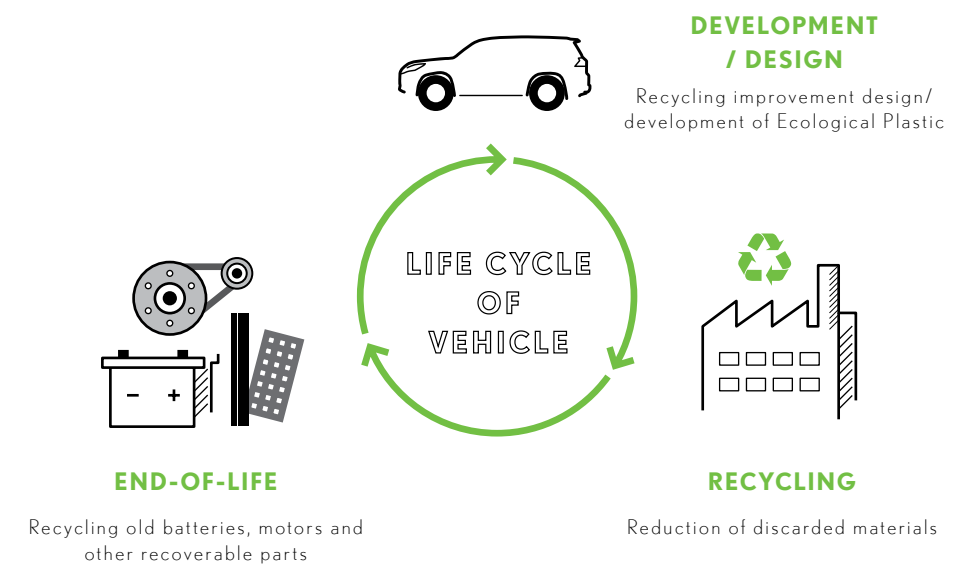 DEVELOPMENT
/ DESIGN
Recycling improvement design/
development of Ecological Plastic
LIFE CYCLE
OF
VEHICLE
− +
END-OF-LIFE
Recycling old batteries, motors and
other recoverable parts
RECYCLING
Reduction of discarded materials